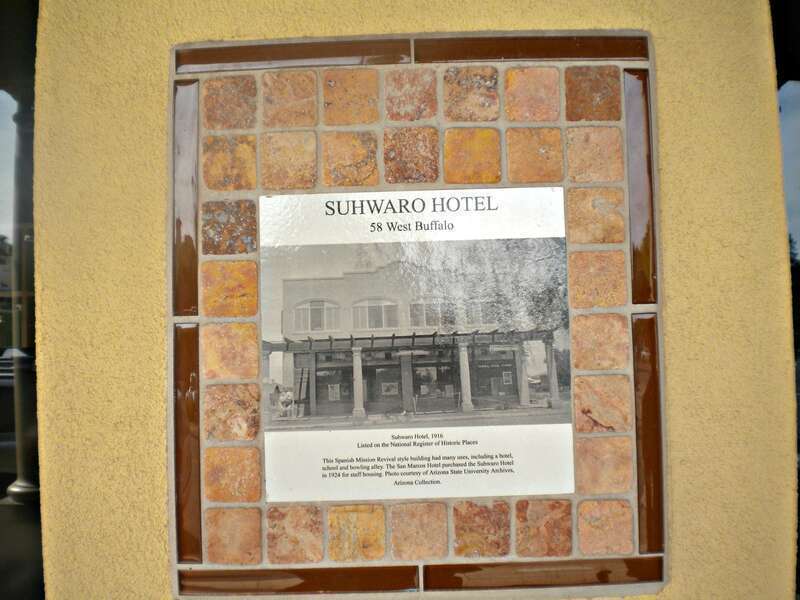 SUHWARO HOTEL
58 West Buffalo
Suhwaro Hotel, 1916
Listed on the National Register of Historic Places
This Spanish Mission Revival style building had many uses, including a hotel,
school and bowling alley. The San Marcos Hotel purchased the Suhwaro Hotel
in 1924 for staff housing. Photo courtesy of Arizona State University Archives,
Arizona Collection.